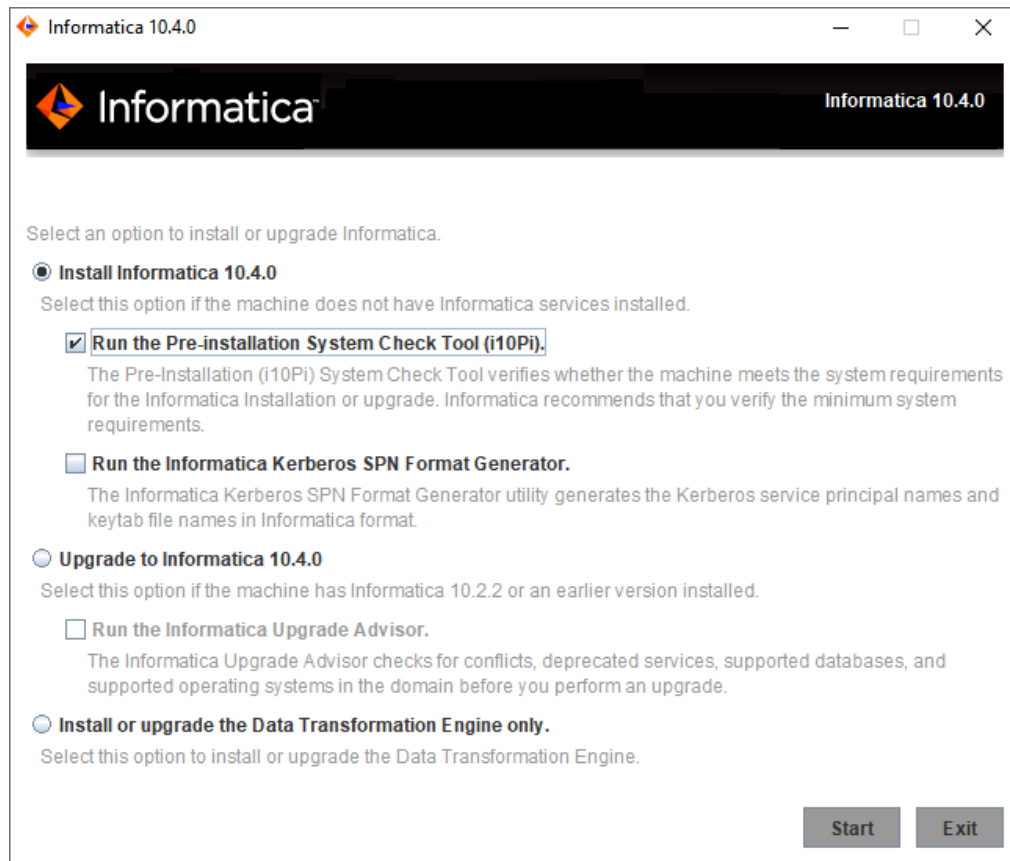 Informatica 10.4.0
Informatica
Informatica 10.4.0
Select an option to install or upgrade Informatica.
Install Informatica 10.4.0
Select this option if the machine does not have Informatica services installed.
Run the Pre-installation System Check Tool (i10Pi).
The Pre-Installation (i10Pi) System Check Tool verifies whether the machine meets the system requirements
for the Informatica Installation or upgrade. Informatica recommends that you verify the minimum system
requirements.
Run the Informatica Kerberos SPN Format Generator.
The Informatica Kerberos SPN Format Generator utility generates the Kerberos service principal names and
keytab file names in Informatica format.
Upgrade to Informatica 10.4.0
Select this option if the machine has Informatica 10.2.2 or an earlier version installed.
Run the Informatica Upgrade Advisor.
The Informatica Upgrade Advisor checks for conflicts, deprecated services, supported databases, and
supported operating systems in the domain before you perform an upgrade.
Install or upgrade the Data Transformation Engine only.
Select this option to install or upgrade the Data Transformation Engine.
Start Exit